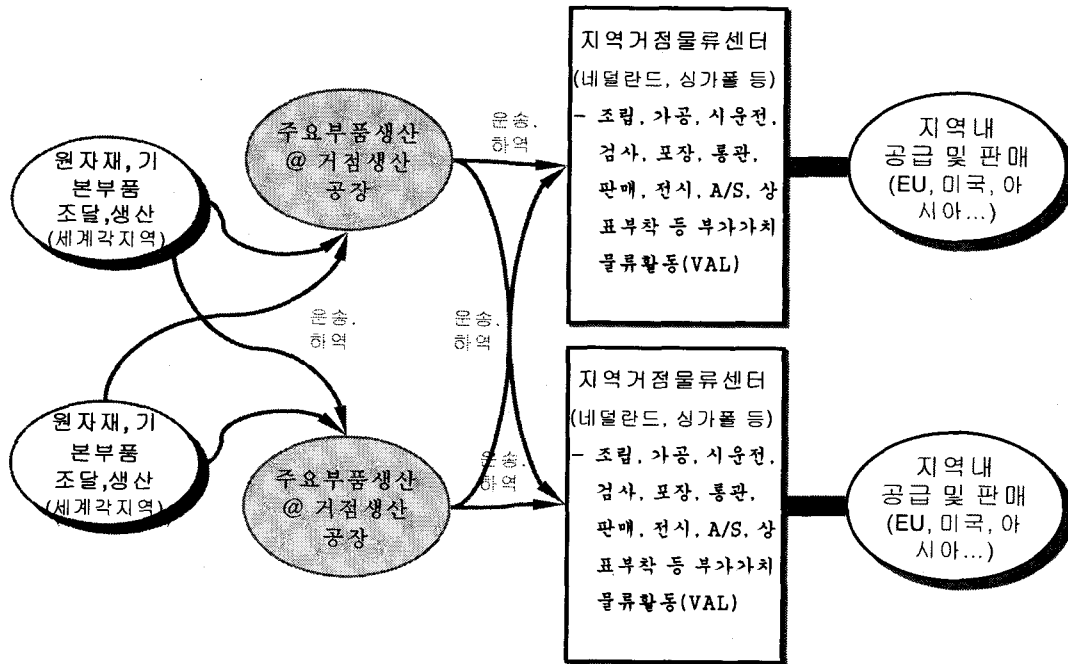 원자재, 기
본부품
조달,생산
(세계각지역)
주요부품생산
@ 거점생산
공장
운송,
하역
지역거점물류센터
(네덜란드, 싱가폴 등)
- 조립, 가공, 시운전,
검사, 포장, 통관,
판매, 전시, A/S, 상
표부착 등 부가가치
물류활동(VAL)
지역내
공급 및 판매
(EU, 미국, 아
시아...)
운송,
하역
운송,
하역
원자재, 기
본부품
조달,생산
(세계각지역)
주요부품생산
@ 거점생산
공장
운송,
하역
지역거점물류센터
(네덜란드, 싱가폴 등)
- 조립, 가공, 시운전,
검사, 포장, 통관,
판매, 전시, A/S, 상
표부착 등 부가가치
물류활동(VAL)
지역내
공급 및 판매
(EU, 미국, 아
시아...)